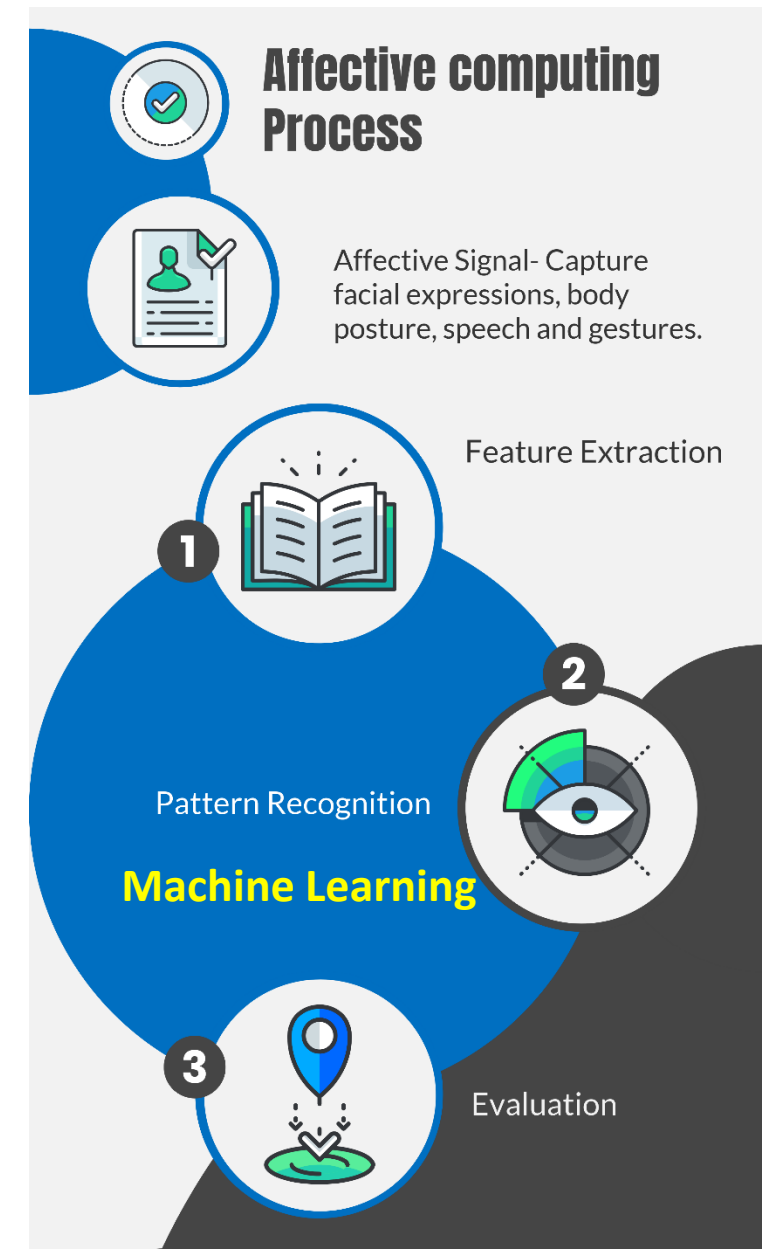 Affective computing
Process
Affective Signal- Capture
facial expressions, body
posture, speech and gestures.
Feature Extraction
1
2
Pattern Recognition
Machine Learning
3
Evaluation